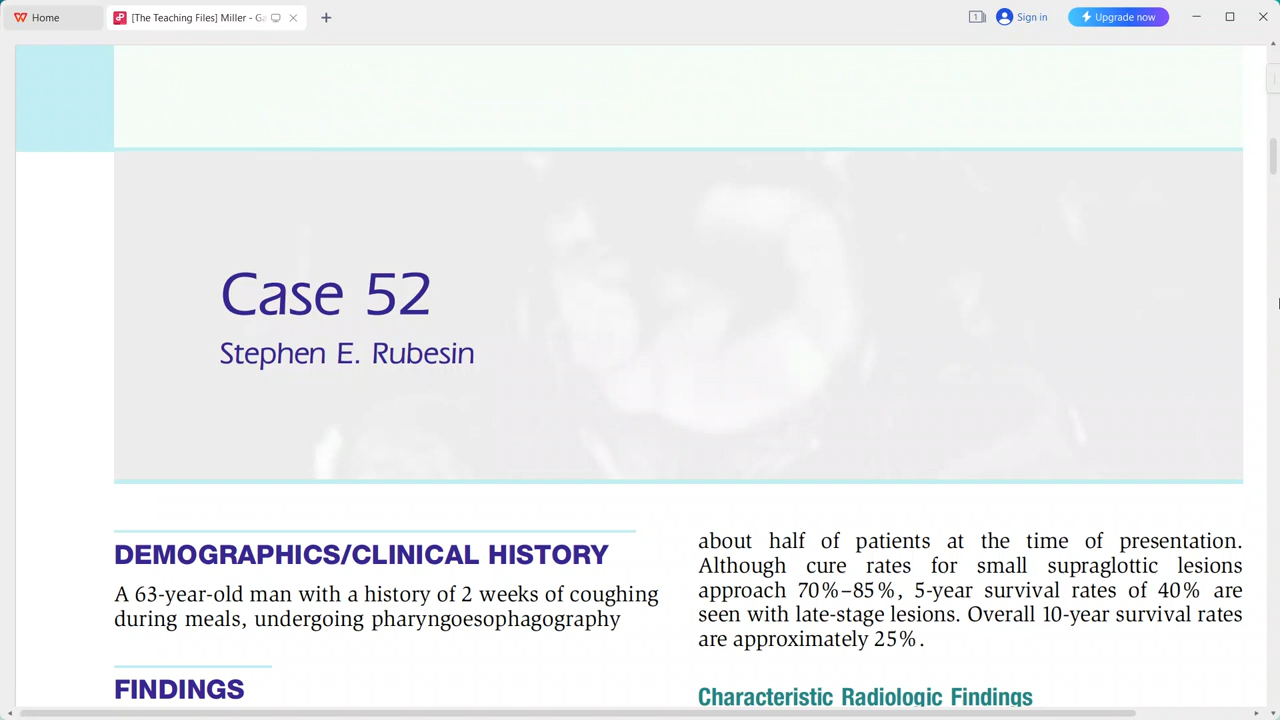 Home
[The Teaching Files] Miller - Ga
1
Sign in
Upgrade now
Case 52
Stephen E. Rubesin
DEMOGRAPHICS/CLINICAL HISTORY
A 63-year-old man with a history of 2 weeks of coughing
during meals, undergoing pharyngoesophagography
FINDINGS
about half of patients at the time of presentation.
Although cure rates for small supraglottic lesions
approach 70%–85%, 5-year survival rates of 40% are
seen with late-stage lesions. Overall 10-year survival rates
are approximately 25%.
Characteristic Radiologic Findings